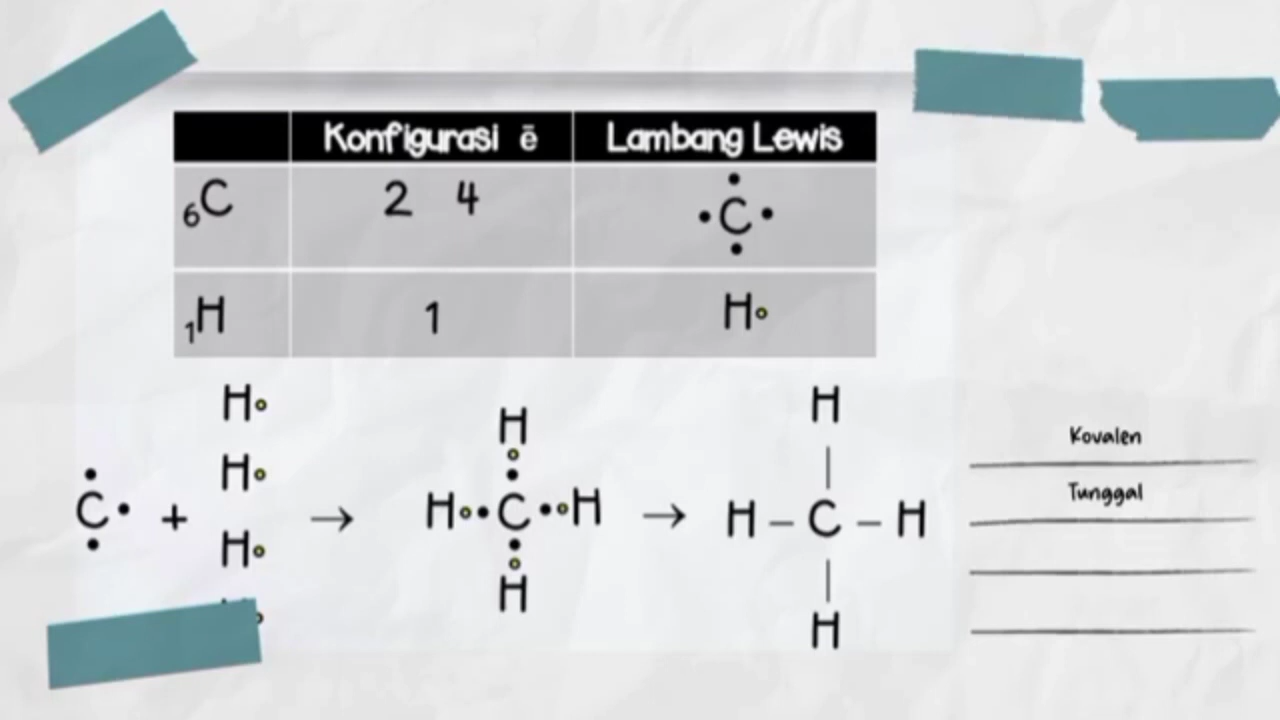 Konfigurasi ē Lambang Lewis
₆C 2 4 C
₁H 1 H
H H
H H
C + H → H C H → H – C – H
H
H H
Kovalen
Tunggal